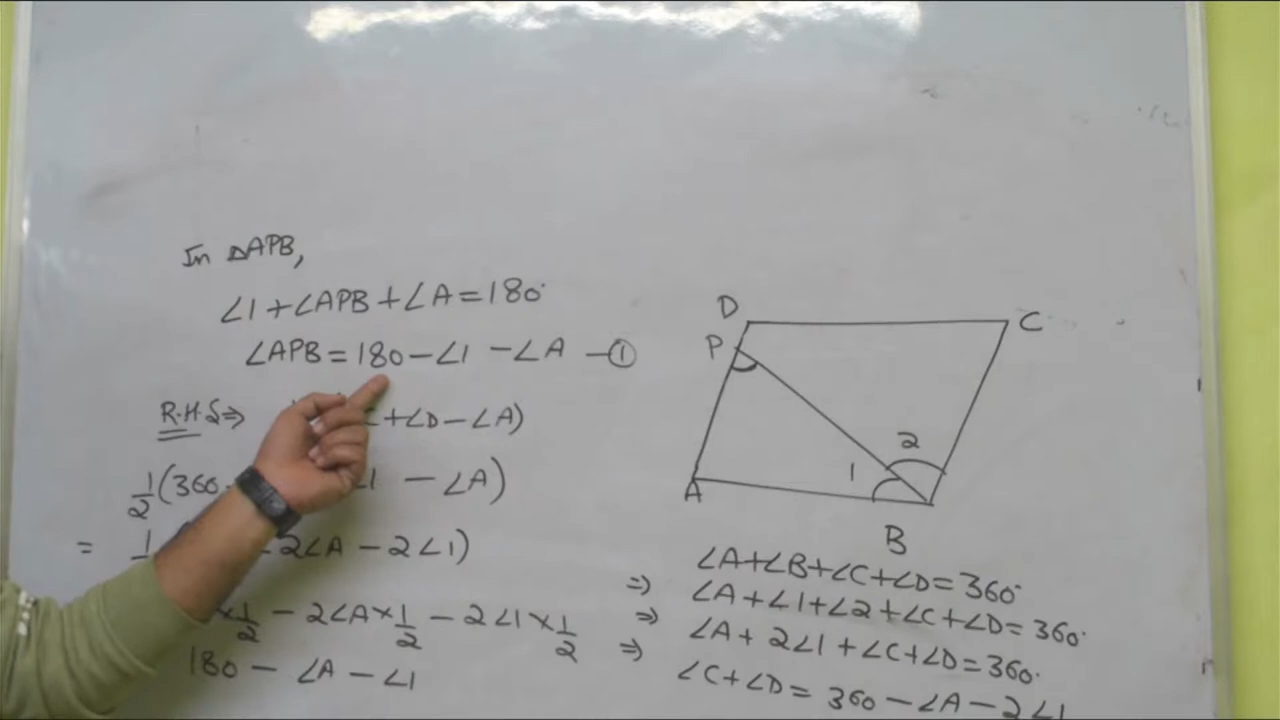 In △APB,
∠1+∠APB+∠A=180°
∠APB=180-∠1-∠A-①
R.H.S⇒ +∠D-∠A)
1/2(360 ∠1-∠A)
= 1 2∠A-2∠1)
×1/2-2∠A×1/2-2∠1×1/2
180-∠A-∠1
D
C
P
2
1
A
B
∠A+∠B+∠C+∠D=360°
⇒ ∠A+∠1+∠2+∠C+∠D=360°
⇒ ∠A+2∠1+∠C+∠D=360°
⇒ ∠C+∠D=360-∠A-2∠1